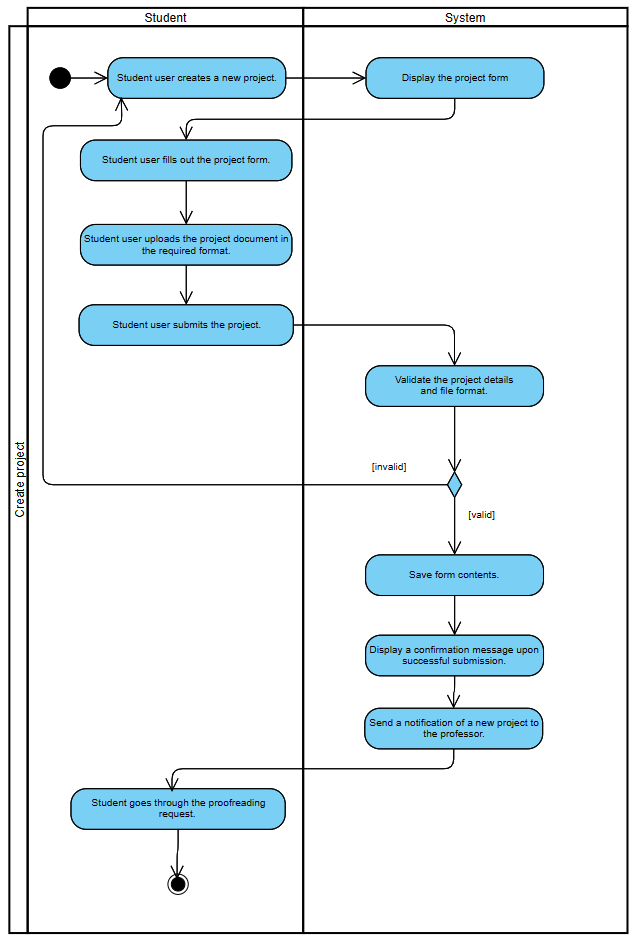 Student
System
Student user creates a new project.
Display the project form
Student user fills out the project form.
Student user uploads the project document in
the required format.
Student user submits the project.
Validate the project details
and file format.
Create project
[invalid]
[valid]
Save form contents.
Display a confirmation message upon
successful submission.
Send a notification of a new project to
the professor.
Student goes through the proofreading
request.